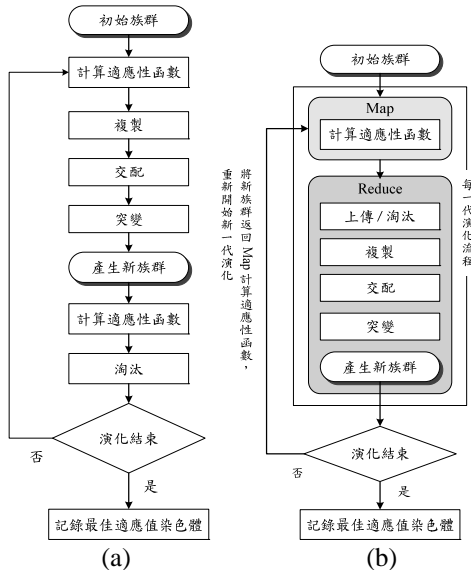 初始族群
計算適應性函數
複製
交配
突變
產生新族群
計算適應性函數
淘汰
演化結束
否
是
記錄最佳適應值染色體
(a)
將新族群返回 Map 計算適應性函數，
重新開始新一代演化
初始族群
Map
計算適應性函數
Reduce
上傳/淘汰
複製
交配
突變
產生新族群
每一代演化流程
演化結束
否
是
記錄最佳適應值染色體
(b)